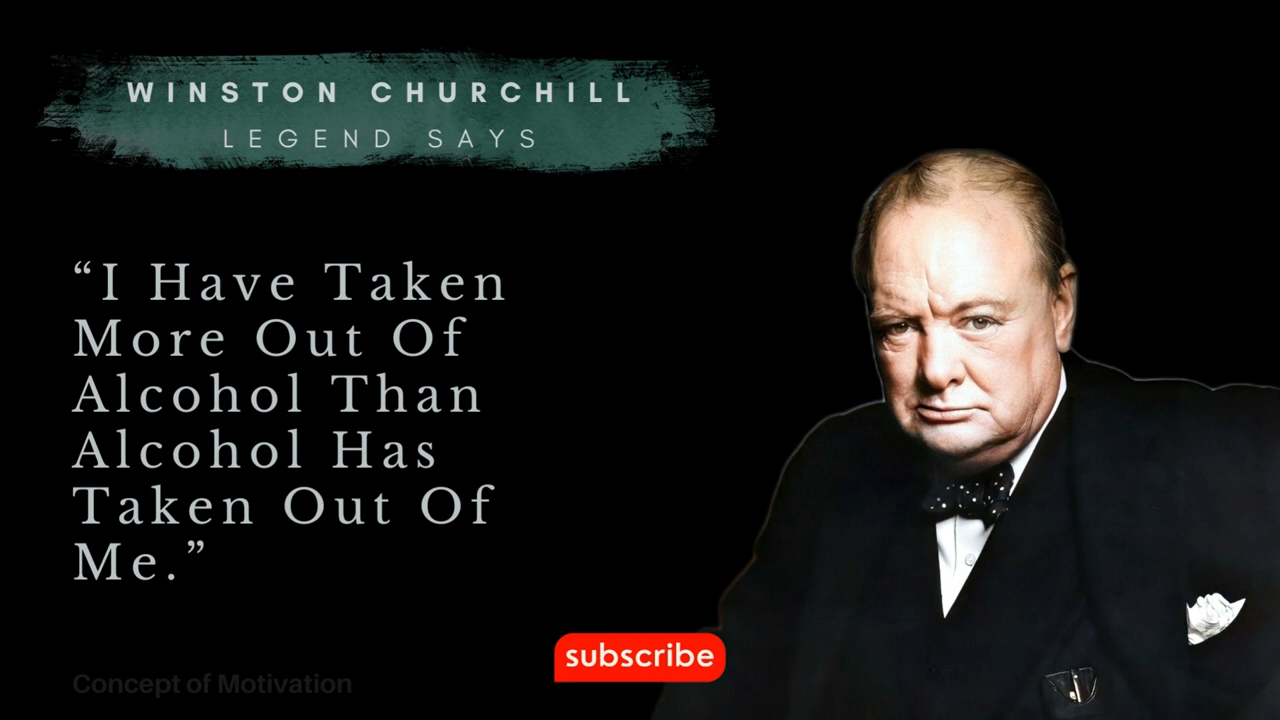 WINSTON CHURCHILL
LEGEND SAYS
“I Have Taken
More Out Of
Alcohol Than
Alcohol Has
Taken Out Of
Me.”
subscribe
Concept of Motivation